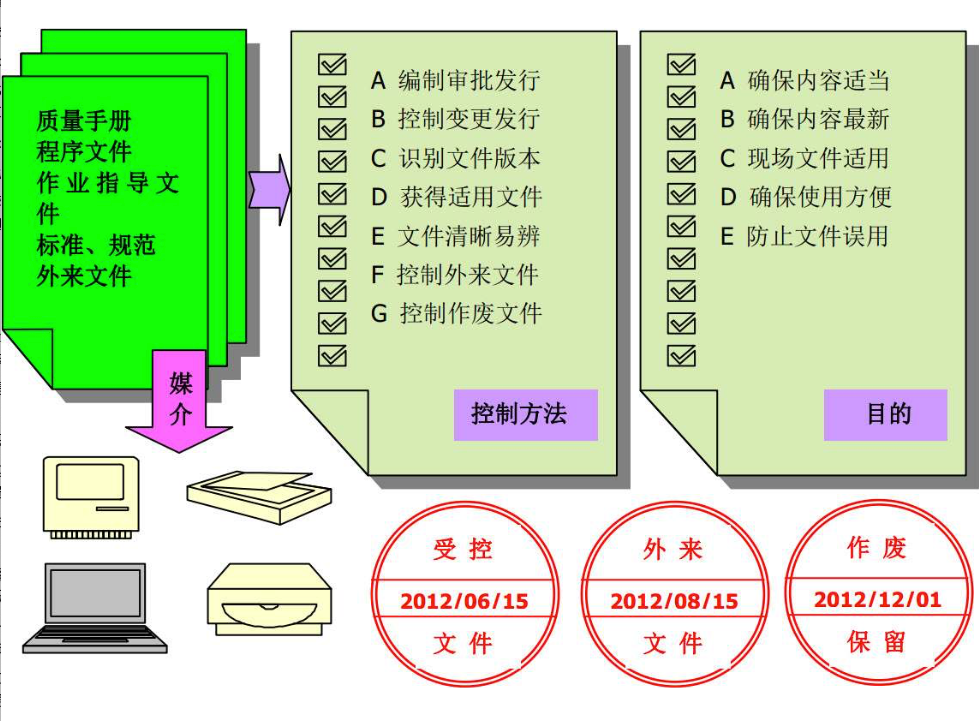 质量手册
程序文件
作业指导文
件
标准、规范
外来文件
媒
介
A 编制审批发行
B 控制变更发行
C 识别文件版本
D 获得适用文件
E 文件清晰易辨
F 控制外来文件
G 控制作废文件
控制方法
A 确保内容适当
B 确保内容最新
C 现场文件适用
D 确保使用方便
E 防止文件误用
目的
受控
2012/06/15
文件
外来
2012/08/15
文件
作废
2012/12/01
保留